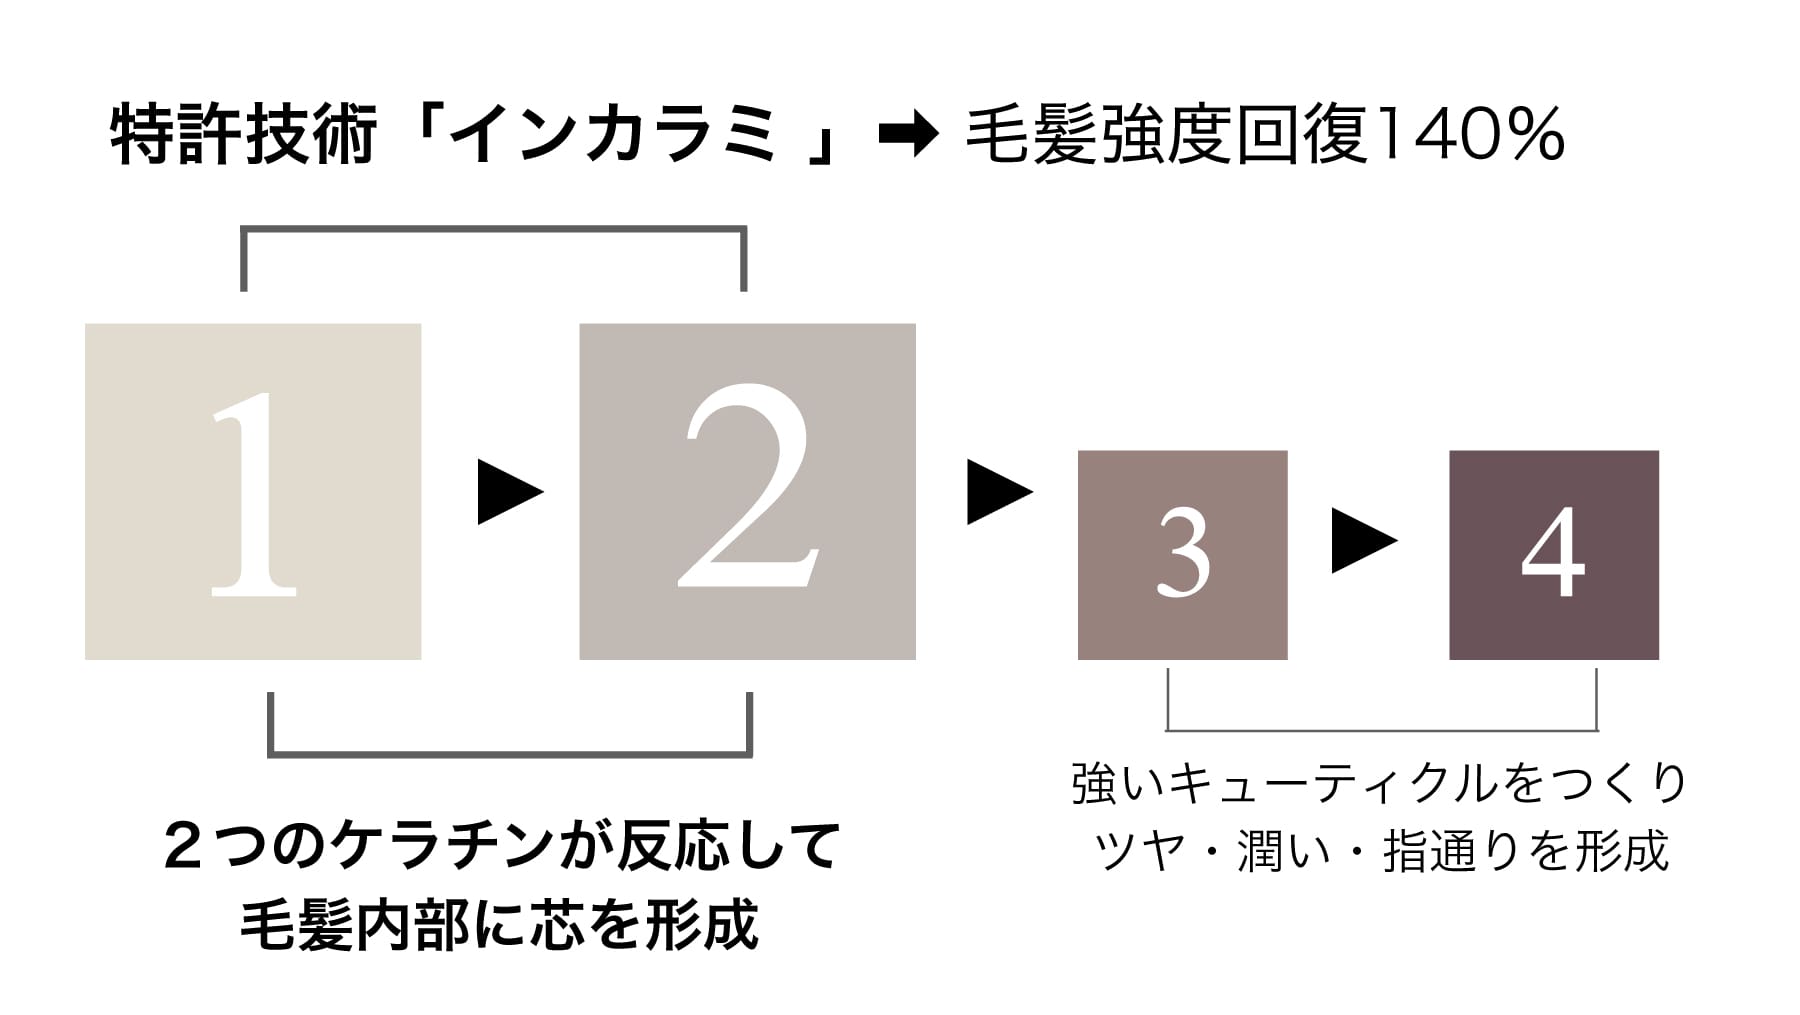 特許技術「インカラミ 」➡毛髪強度回復140%
1
2
3
4
２つのケラチンが反応して
毛髪内部に芯を形成
強いキューティクルをつくり
ツヤ・潤い・指通りを形成